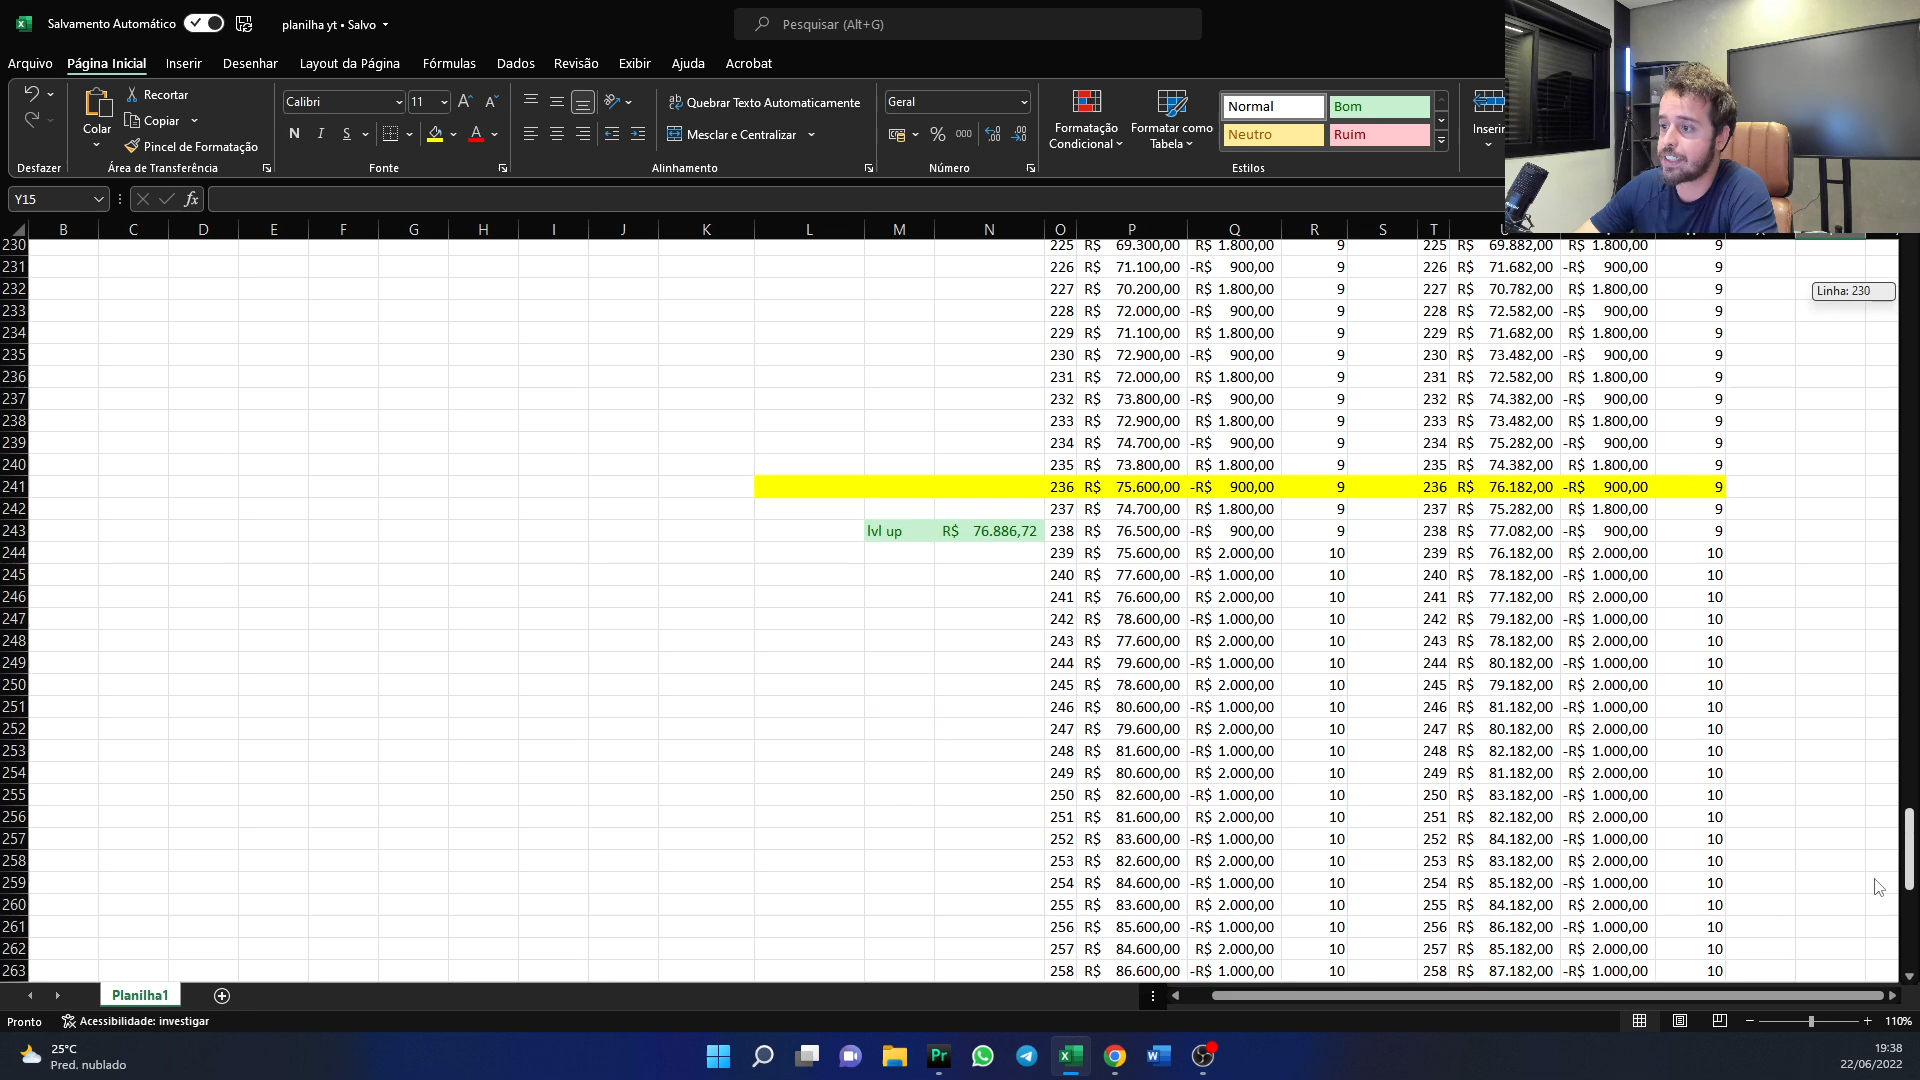 Salvamento Automático
planilha yt • Salvo
Pesquisar (Alt+G)
Arquivo Página Inicial Inserir Desenhar Layout da Página Fórmulas Dados Revisão Exibir Ajuda Acrobat
Colar
Recortar
Copiar
Pincel de Formatação
Calibri 11
N I S
Quebrar Texto Automaticamente
Mesclar e Centralizar
Geral
% 000
Formatação Condicional
Formatar como Tabela
Normal Bom
Neutro Ruim
Inserir
Desfazer Área de Transferência Fonte Alinhamento Número Estilos
Y15 fx
B C D E F G H I J K L M N O P Q R S T
230 225 R$ 69.300,00 R$ 1.800,00 9 225 R$ 69.882,00 R$ 1.800,00 9
231 226 R$ 71.100,00 -R$ 900,00 9 226 R$ 71.682,00 -R$ 900,00 9
232 227 R$ 70.200,00 R$ 1.800,00 9 227 R$ 70.782,00 R$ 1.800,00 9
Linha: 230
233 228 R$ 72.000,00 -R$ 900,00 9 228 R$ 72.582,00 -R$ 900,00 9
234 229 R$ 71.100,00 R$ 1.800,00 9 229 R$ 71.682,00 R$ 1.800,00 9
235 230 R$ 72.900,00 -R$ 900,00 9 230 R$ 73.482,00 -R$ 900,00 9
236 231 R$ 72.000,00 R$ 1.800,00 9 231 R$ 72.582,00 R$ 1.800,00 9
237 232 R$ 73.800,00 -R$ 900,00 9 232 R$ 74.382,00 -R$ 900,00 9
238 233 R$ 72.900,00 R$ 1.800,00 9 233 R$ 73.482,00 R$ 1.800,00 9
239 234 R$ 74.700,00 -R$ 900,00 9 234 R$ 75.282,00 -R$ 900,00 9
240 235 R$ 73.800,00 R$ 1.800,00 9 235 R$ 74.382,00 R$ 1.800,00 9
241 236 R$ 75.600,00 -R$ 900,00 9 236 R$ 76.182,00 -R$ 900,00 9
242 237 R$ 74.700,00 R$ 1.800,00 9 237 R$ 75.282,00 R$ 1.800,00 9
243 lvl up R$ 76.886,72 238 R$ 76.500,00 -R$ 900,00 9 238 R$ 77.082,00 -R$ 900,00 9
244 239 R$ 75.600,00 R$ 2.000,00 10 239 R$ 76.182,00 R$ 2.000,00 10
245 240 R$ 77.600,00 -R$ 1.000,00 10 240 R$ 78.182,00 -R$ 1.000,00 10
246 241 R$ 76.600,00 R$ 2.000,00 10 241 R$ 77.182,00 R$ 2.000,00 10
247 242 R$ 78.600,00 -R$ 1.000,00 10 242 R$ 79.182,00 -R$ 1.000,00 10
248 243 R$ 77.600,00 R$ 2.000,00 10 243 R$ 78.182,00 R$ 2.000,00 10
249 244 R$ 79.600,00 -R$ 1.000,00 10 244 R$ 80.182,00 -R$ 1.000,00 10
250 245 R$ 78.600,00 R$ 2.000,00 10 245 R$ 79.182,00 R$ 2.000,00 10
251 246 R$ 80.600,00 -R$ 1.000,00 10 246 R$ 81.182,00 -R$ 1.000,00 10
252 247 R$ 79.600,00 R$ 2.000,00 10 247 R$ 80.182,00 R$ 2.000,00 10
253 248 R$ 81.600,00 -R$ 1.000,00 10 248 R$ 82.182,00 -R$ 1.000,00 10
254 249 R$ 80.600,00 R$ 2.000,00 10 249 R$ 81.182,00 R$ 2.000,00 10
255 250 R$ 82.600,00 -R$ 1.000,00 10 250 R$ 83.182,00 -R$ 1.000,00 10
256 251 R$ 81.600,00 R$ 2.000,00 10 251 R$ 82.182,00 R$ 2.000,00 10
257 252 R$ 83.600,00 -R$ 1.000,00 10 252 R$ 84.182,00 -R$ 1.000,00 10
258 253 R$ 82.600,00 R$ 2.000,00 10 253 R$ 83.182,00 R$ 2.000,00 10
259 254 R$ 84.600,00 -R$ 1.000,00 10 254 R$ 85.182,00 -R$ 1.000,00 10
260 255 R$ 83.600,00 R$ 2.000,00 10 255 R$ 84.182,00 R$ 2.000,00 10
261 256 R$ 85.600,00 -R$ 1.000,00 10 256 R$ 86.182,00 -R$ 1.000,00 10
262 257 R$ 84.600,00 R$ 2.000,00 10 257 R$ 85.182,00 R$ 2.000,00 10
263 258 R$ 86.600,00 -R$ 1.000,00 10 258 R$ 87.182,00 -R$ 1.000,00 10
Planilha1
Pronto Acessibilidade: investigar 110%
25°C
Pred. nublado
Pr
W
19:38
22/06/2022